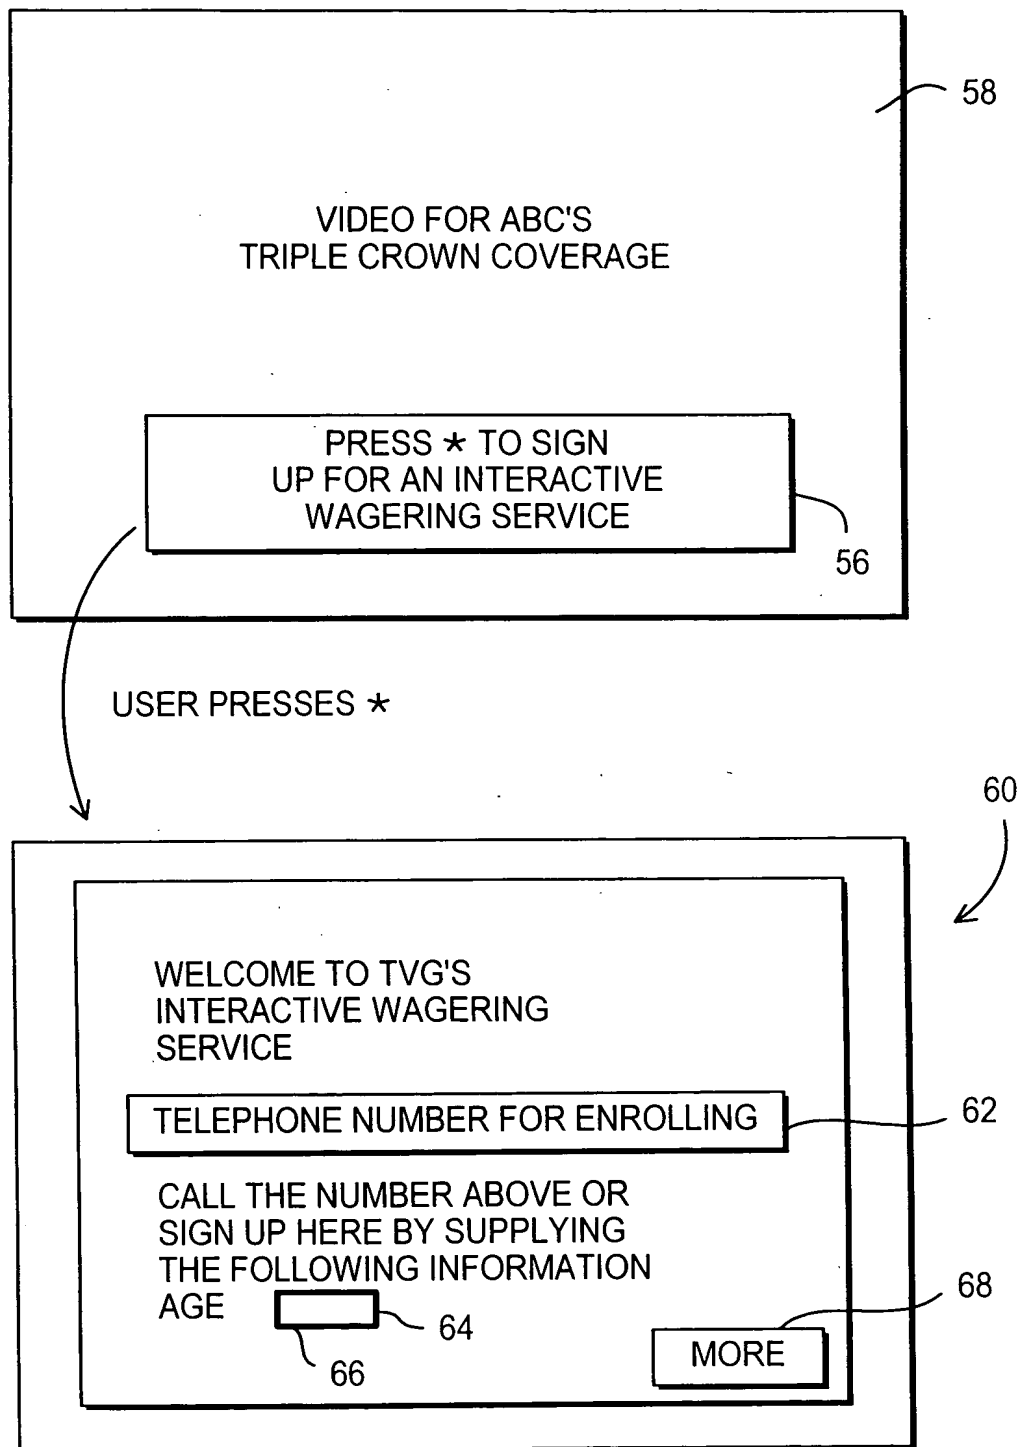 58
VIDEO FOR ABC'S
TRIPLE CROWN COVERAGE
PRESS * TO SIGN
UP FOR AN INTERACTIVE
WAGERING SERVICE
56
USER PRESSES *
60
WELCOME TO TVG'S
INTERACTIVE WAGERING
SERVICE
TELEPHONE NUMBER FOR ENROLLING
62
CALL THE NUMBER ABOVE OR
SIGN UP HERE BY SUPPLYING
THE FOLLOWING INFORMATION
AGE
64
66
68
MORE